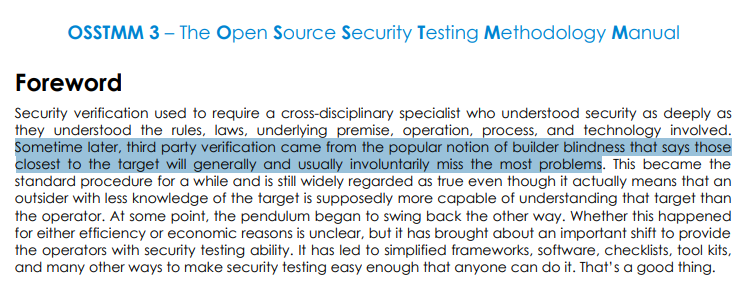 OSSTMM 3 – The Open Source Security Testing Methodology Manual
Foreword
Security verification used to require a cross-disciplinary specialist who understood security as deeply as
they understood the rules, laws, underlying premise, operation, process, and technology involved.
Sometime later, third party verification came from the popular notion of builder blindness that says those
closest to the target will generally and usually involuntarily miss the most problems. This became the
standard procedure for a while and is still widely regarded as true even though it actually means that an
outsider with less knowledge of the target is supposedly more capable of understanding that target than
the operator. At some point, the pendulum began to swing back the other way. Whether this happened
for either efficiency or economic reasons is unclear, but it has brought about an important shift to provide
the operators with security testing ability. It has led to simplified frameworks, software, checklists, tool kits,
and many other ways to make security testing easy enough that anyone can do it. That's a good thing.